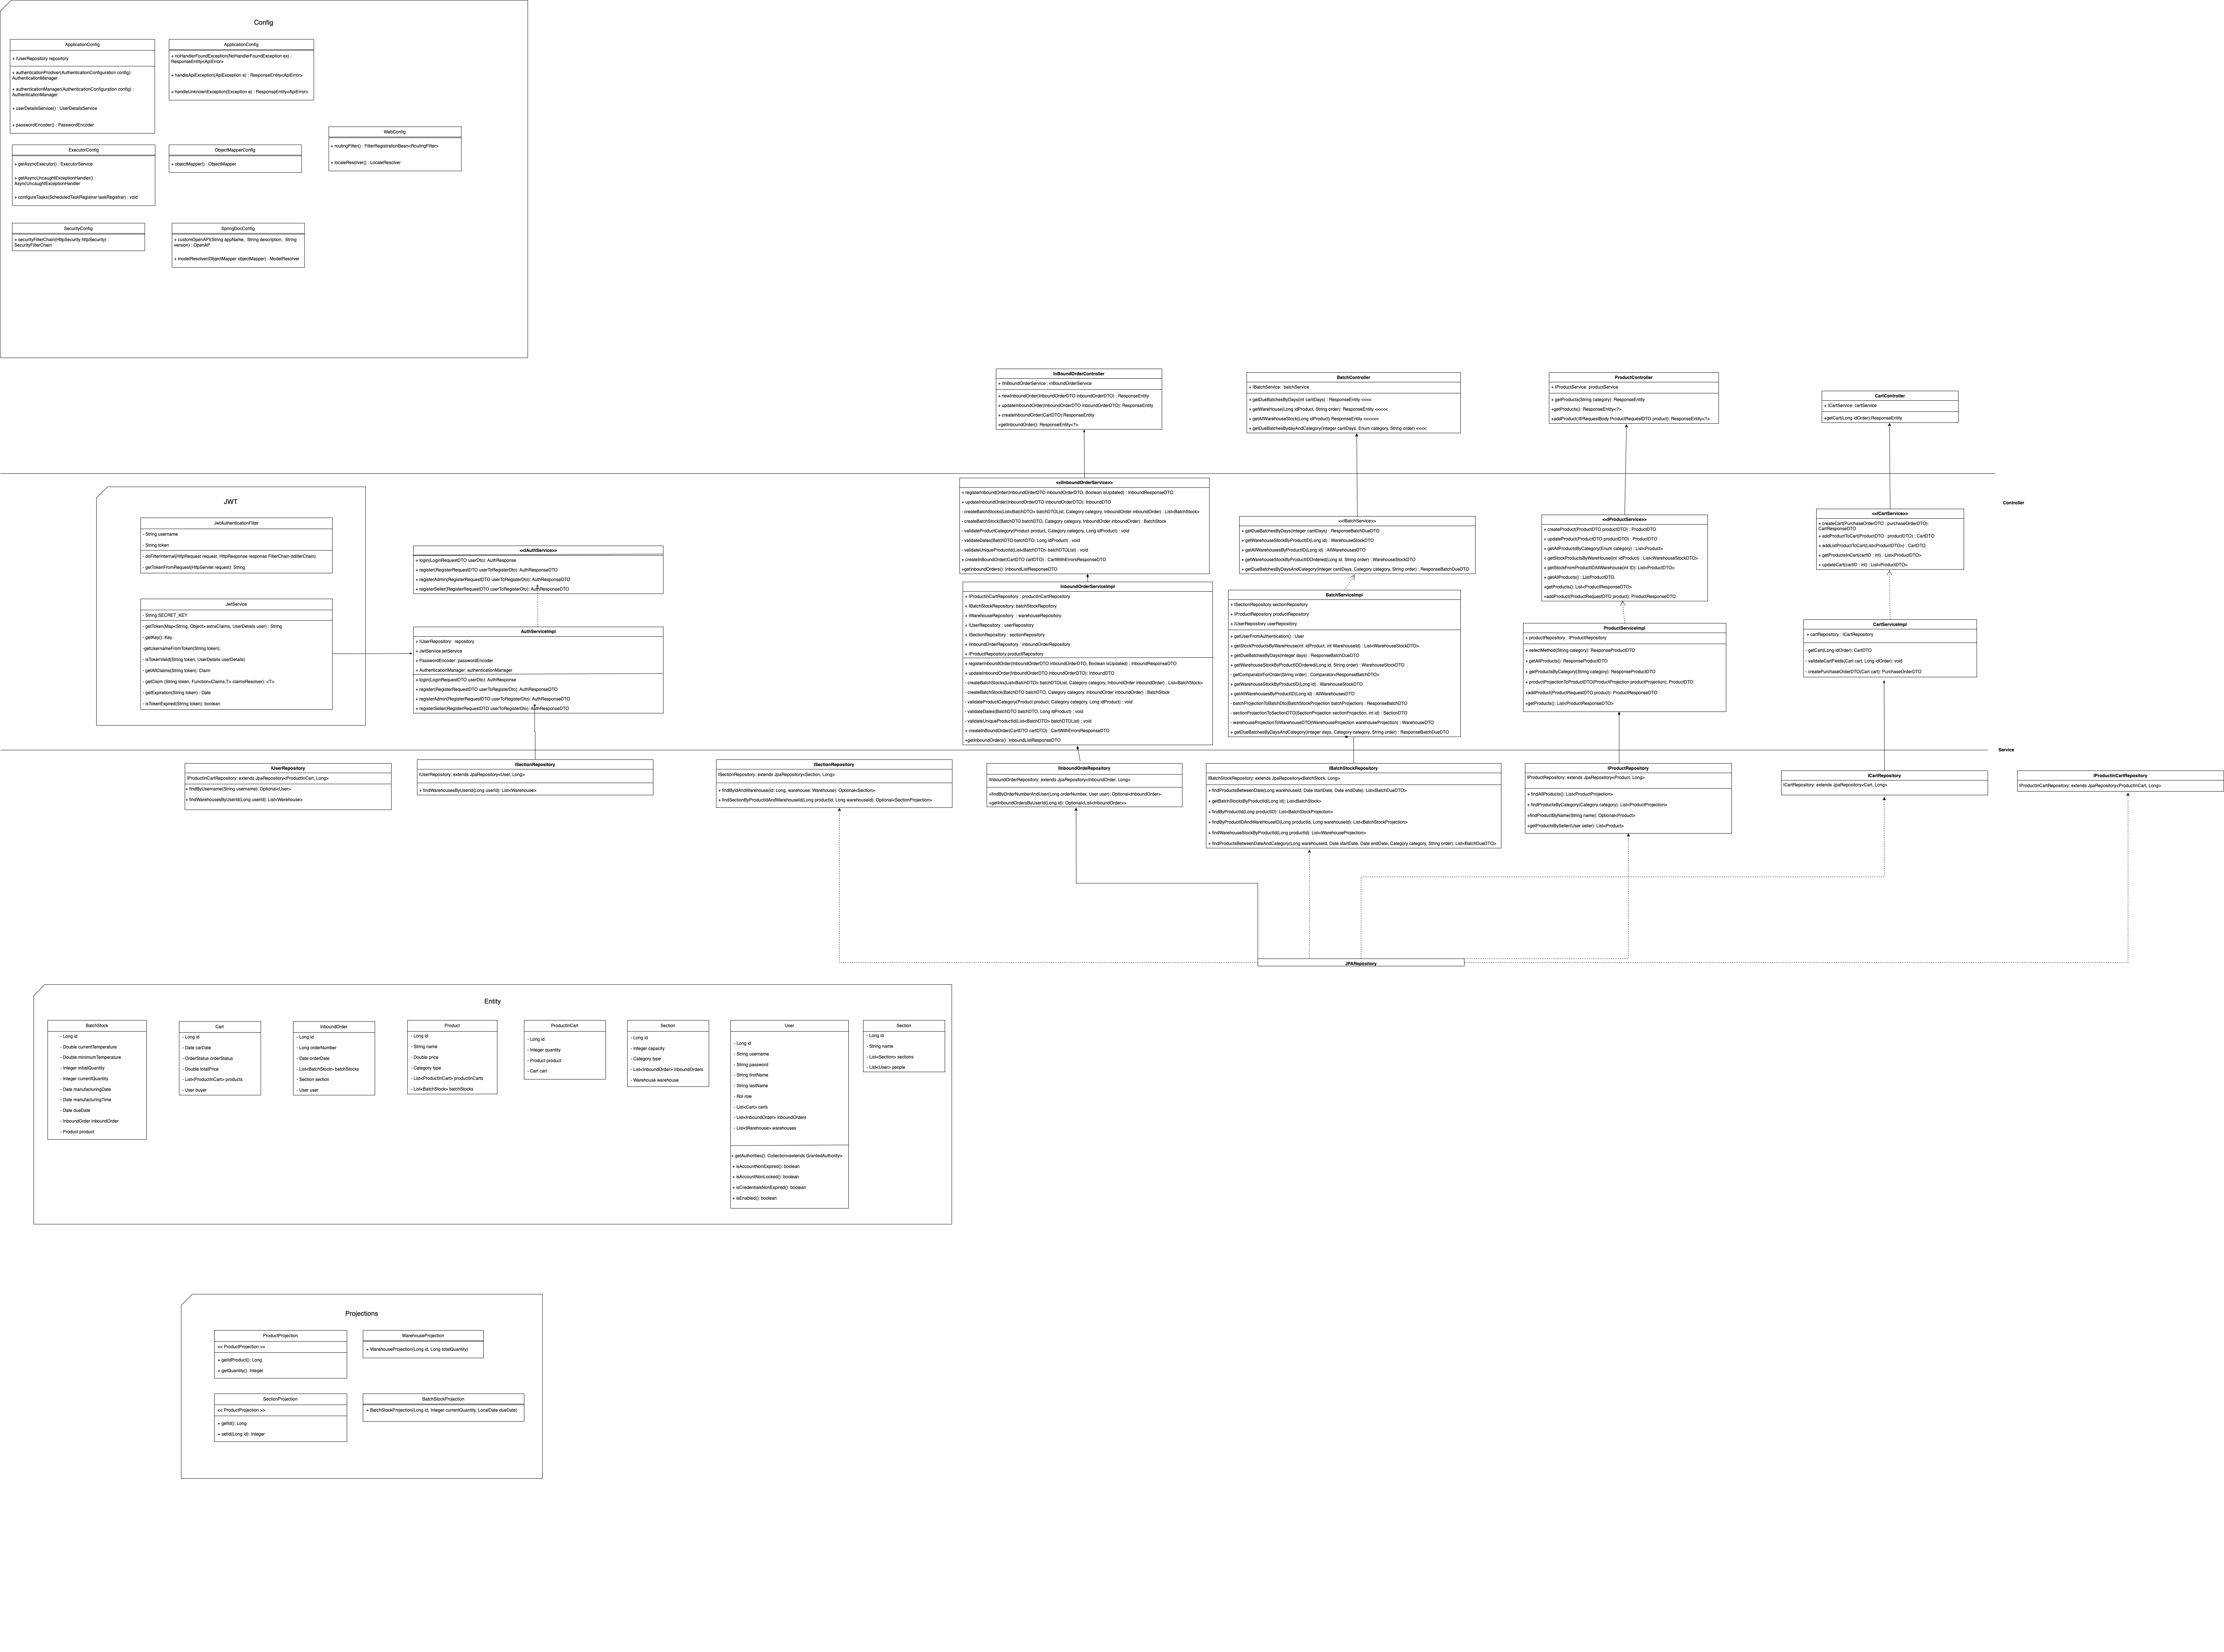 Config
ApplicationConfig
+ IUserRepository repository
+ authenticationProdiver(AuthenticationConfiguration config):
AuthenticationManager
+ authenticationManager(AuthenticationConfiguration config) :
AuthenticationManager
+ userDetailsService() : UserDetailsService
+ passwordEncoder() : PasswordEncoder
ApplicationConfig
+ noHandlerFoundException(NoHandlerFoundException ex) :
ResponseEntity<ApiError>
+ handleApiException(ApiException e) : ResponseEntity<ApiError>
+ handleUnknownException(Exception e) : ResponseEntity<ApiError>
WebConfig
+ routingFilter() : FilterRegistrationBean<RoutingFilter>
+ localeResolver() : LocaleResolver
ExecutorConfig
+ getAsyncExecutor() : ExecutorService
+ getAsyncUncaughtExceptionHandler() :
AsyncUncaughtExceptionHandler
+ configureTasks(ScheduledTaskRegistrar taskRegistrar) : void
ObjectMapperConfig
+ objectMapper() : ObjectMapper
SecurityConfig
+ securityFilterChain(HttpSecurity httpSecurity) :
SecurityFilterChain
SpringDocConfig
+ customOpenAPI(String appName, String description, String
version) : OpenAP
+ modelResolver(ObjectMapper objectMapper) : ModelResolver
InBoundOrderController
+ IInBoundOrderService : inBoundOrderService
+ newInboundOrder(InboundOrderDTO inboundOrderDTO) : ResponseEntity
+ updateInboundOrder(InboundOrderDTO inboundOrderDTO): ResponseEntity
+ createInboundOrder(CartDTO):ResponseEntity
+getInboundOrder(): ResponseEntity<?>
BatchController
+ IBatchService: batchService
+ getDueBatchesByDays(int cantDays) : ResponseEntity <<<<
+ getWareHouse(Long idProduct, String order): ResponseEntity <<<<<
+ getAllWarehouseStock(Long idProduct) ResponseEntity <<<<<<
+ getDueBatchesBydayAndCategory(Integer cantDays, Enum category, String order) <<<<
ProductController
+ IProductService: productService
+ getProducts(String category): ResponseEntity
+getProducts(): ResponseEntity<?>
+addProduct(@RequestBody ProductRequestDTO product): ResponseEntity<?>
CartController
+ ICartService: cartService
+getCart(Long idOrder):ResponseEntity
Controller
JWT
JwtAuthenticationFilter
- String username
- String token
- doFilterInternal(HttpRequest request, HttpResponse response FilterChain ddilterChain)
- getTokenFromRequest(HttpServlet request): String
JwtService
- String SECRET_KEY
- getToken(Map<String, Object> extraClaims, UserDetails user) : String
- getKey(): Key
-getUsernameFromToken(String token):
- isTokenValid(String token, UserDetails userDetails)
- getAllClaims(String token): Claim
- getClaim (String token, Function<Claims,T> claimsResolver): <T>
- getExpiration(String token) : Date
- isTokenExpired(String token): boolean
<<IAuthService>>
+ login(LoginRequestDTO userDto): AuthResponse
+ register(RegisterRequestDTO userToRegisterDto): AuthResponseDTO
+ registerAdmin(RegisterRequestDTO userToRegisterDto): AuthResponseDTO
+ registerSeller(RegisterRequestDTO userToRegisterDto): AuthResponseDTO
AuthServiceImpl
+ IUserRepository: repository
+ JwtService jwtService
+ PasswordEncoder: passwordEncoder
+ AuthenticationManager: authenticationManager
+ login(LoginRequestDTO userDto): AuthResponse
+ register(RegisterRequestDTO userToRegisterDto): AuthResponseDTO
+ registerAdmin(RegisterRequestDTO userToRegisterDto): AuthResponseDTO
+ registerSeller(RegisterRequestDTO userToRegisterDto): AuthResponseDTO
<<IInboundOrderService>>
+ registerInboundOrder(InboundOrderDTO inboundOrderDTO, Boolean isUpdated) : InboundResponseDTO
+ updateInboundOrder(InboundOrderDTO inboundOrderDTO): InboundDTO
- createBatchStocks(List<BatchDTO> batchDTOList, Category category, InboundOrder inboundOrder) : List<BatchStock>
- createBatchStock(BatchDTO batchDTO, Category category, InboundOrder inboundOrder) : BatchStock
- validateProductCategory(Product product, Category category, Long idProduct) : void
- validateDates(BatchDTO batchDTO, Long idProduct) : void
- validateUniqueProductId(List<BatchDTO> batchDTOList) : void
+ createInBoundOrder(CartDTO cartDTO) : CartWithErrorsResponseDTO
+getInboundOrders(): InboundListResponseDTO
InboundOrderServiceImpl
+ IProductInCartRepository : productInCartRepository
+ IBatchStockRepository: batchStockRepository
+ IWarehouseRepository : warehouseRepository
+ IUserRepository : userRepository
+ ISectionRepository : sectionRepository
+ IInboundOrderRepository : inboundOrderRepository
+ IProductRepository productRepository
+ registerInboundOrder(InboundOrderDTO inboundOrderDTO, Boolean isUpdated) : InboundResponseDTO
+ updateInboundOrder(InboundOrderDTO inboundOrderDTO): InboundDTO
- createBatchStocks(List<BatchDTO> batchDTOList, Category category, InboundOrder inboundOrder) : List<BatchStock>
- createBatchStock(BatchDTO batchDTO, Category category, InboundOrder inboundOrder) : BatchStock
- validateProductCategory(Product product, Category category, Long idProduct) : void
- validateDates(BatchDTO batchDTO, Long idProduct) : void
- validateUniqueProductId(List<BatchDTO> batchDTOList) : void
+ createInBoundOrder(CartDTO cartDTO) : CartWithErrorsResponseDTO
+getInboundOrders(): InboundListResponseDTO
<<IBatchService>>
+ getDueBatchesByDays(Integer cantDays) : ResponseBatchDueDTO
+ getWarehouseStockByProductID(Long id) : WarehouseStockDTO
+ getAllWarehousesByProductID(Long id) : AllWarehousesDTO
+ getWarehouseStockByProductIDOrdered(Long id, String order) : WarehouseStockDTO
+ getDueBatchesByDaysAndCategory(Integer cantDays, Category category, String order) : ResponseBatchDueDTO
BatchServiceImpl
+ ISectionRepository sectionRepository
+ IProductRepository productRepository
+ IUserRepository userRepository
+ getUserFromAuthentication() : User
+ getStockProductsByWareHouse(int idProduct, int WarehouseId) : List<WarehouseStockDTO>
+ getDueBatchesByDays(Integer days) : ResponseBatchDueDTO
+ getWarehouseStockByProductIDOrdered(Long id, String order) : WarehouseStockDTO
- getComparatorForOrder(String order) : Comparator<ResponseBatchDTO>
+ getWarehouseStockByProductID(Long id) : WarehouseStockDTO
+ getAllWarehousesByProductID(Long id) : AllWarehousesDTO
- batchProjectionToBatchDto(BatchStockProjection batchProjection) : ResponseBatchDTO
- sectionProjectionToSectionDTO(SectionProjection sectionProjection, int id) : SectionDTO
- warehouseProjectionToWarehouseDTO(WarehouseProjection warehouseProjection) : WarehouseDTO
+ getDueBatchesByDaysAndCategory(Integer days, Category category, String order) : ResponseBatchDueDTO
<<IProductService>>
+ createProduct(ProductDTO productDTO) : ProductDTO
+ updateProduct(ProductDTO productDTO) : ProductDTO
+ getAllProductsByCategory(Enum category) : List<Product>
+ getStockProductsByWareHouse(int idProduct) : List<WarehouseStockDTO>
+ getStockFromProductIDAllWarehouse(int ID): List<ProductDTO>
+ getAllProducts() : ListProductDTO
+getProducts(): List<ProductResponseDTO>
+addProduct(ProductRequestDTO product) : ProductResponseDTO
ProductServiceImpl
+ productRepository : IProductRepository
+ selectMethod(String category): ResponseProductDTO
+ getAllProducts(): ResponseProductDTO
+ getProductsByCategory(String category): ResponseProductDTO
+ productProjectionToProductDTO(ProductProjection productProjection): ProductDTO
+addProduct(ProductRequestDTO product): ProductResponseDTO
+getProducts(): List<ProductResponseDTO>
<<ICartService>>
+ createCart(PurchaseOrderDTO : purchaseOrderDTO):
CartResponseDTO
+ addProductToCart(ProductDTO : productDTO) : CartDTO
+ addListProductToCart(List<ProductDTO>) : CartDTO
+ getProductsInCart(cartID : int) : List<ProductDTO>
+ updateCart(cartID : int) : List<ProductDTO>
CartServiceImpl
+ cartRepository : ICartRepository
- getCart(Long idOrder): CartDTO
- validateCartFields(Cart cart, Long idOrder): void
- createPurchaseOrderDTO(Cart cart): PurchaseOrderDTO
Service
IUserRepository
IProductInCartRepository: extends JpaRepository<ProductInCart, Long>
+ findByUsername(String username): Optional<User>
+ findWarehousesByUserId(Long userId): List<Warehouse>
ISectionRepository
IUserRepository: extends JpaRepository<User, Long>
+ findWarehousesByUserId(Long userId): List<Warehouse>
ISectionRepository
ISectionRepository: extends JpaRepository<Section, Long>
+ findByIdAndWarehouse(id: Long, warehouse: Warehouse): Optional<Section>
+ findSectionByProductIdAndWarehouseId(Long productId, Long warehouseId): Optional<SectionProjection>
IInboundOrdeRepository
IInboundOrderRepository: extends JpaRepository<InboundOrder, Long>
+findByOrderNumberAndUser(Long orderNumber, User user): Optional<InboundOrder>
+getInboundOrdersByUserId(Long id): Optional<List<InboundOrder>>
IBatchStockRepository
IBatchStockRepository: extends JpaRepository<BatchStock, Long>
+ findProductsBetweenDate(Long warehouseId, Date startDate, Date endDate): List<BatchDueDTO>
+ getBatchStocksByProductId(Long id): List<BatchStock>
+ findByProductId(Long productID): List<BatchStockProjection>
+ findByProductIDAndWareHouseID(Long productId, Long warehouseId): List<BatchStockProjection>
+ findWarehouseStockByProductId(Long productId): List<WarehouseProjection>
+ findProductsBetweenDateAndCategory(Long warehouseId, Date startDate, Date endDate, Category category, String order): List<BatchDueDTO>
IProductRepository
IProductRepository: extends JpaRepository<Product, Long>
+ findAllProducts(): List<ProductProjection>
+ findProductsByCategory(Category category): List<ProductProjection>
+findProductByName(String name): Optional<Product>
+getProductsBySeller(User seller): List<Product>
ICartRepository
ICartRepository: extends JpaRepository<Cart, Long>
IProductInCartRepository
IProductInCartRepository: extends JpaRepository<ProductInCart, Long>
JPARepository
Entity
BatchStock
- Long id
- Double currentTemperature
- Double minimumTemperature
- Integer initialQuantity
- Integer currentQuantity
- Date manufacturingDate
- Date manufacturingTime
- Date dueDate
- InboundOrder inboundOrder
- Product product
Cart
- Long id
- Date carDate
- OrderStatus orderStatus
- Double totalPrice
- List<ProductInCart> products
- User buyer
InboundOrder
- Long id
- Long orderNumber
- Date orderDate
- List<BatchStock> batchStocks
- Section section
- User user
Product
- Long id
- String name
- Double price
- Category type
- List<ProductInCart> productInCarts
- List<BatchStock> batchStocks
ProductInCart
- Long id
- Integer quantity
- Product product
- Cart cart
Section
- Long id
- Integer capacity
- Category type
- List<InboundOrder> inboundOrders
- Warehouse warehouse
User
- Long id
- String username
- String password
- String firstName
- String lastName
- Rol role
- List<Cart> carts
- List<InboundOrder> inboundOrders
- List<Warehouse> warehouses
+ getAuthorities(): Collection<extends GrantedAuthority>
+ isAccountNonExpired(): boolean
+ isAccountNonLocked(): boolean
+ isCredentialsNonExpired(): boolean
+ isEnabled(): boolean
Section
- Long id
- String name
- List<Section> sections
- List<User> people
Projections
ProductProjection
<< ProductProjection >>
+ getIdProduct(): Long
+ getQuantity(): Integer
WarehouseProjection
+ WarehouseProjection(Long id, Long totalQuantity)
SectionProjection
<< ProductProjection >>
+ getId(): Long
+ setId(Long id): Integer
BatchStockProjection
+ BatchStockProjection(Long id, Integer currentQuantity, LocalDate dueDate)